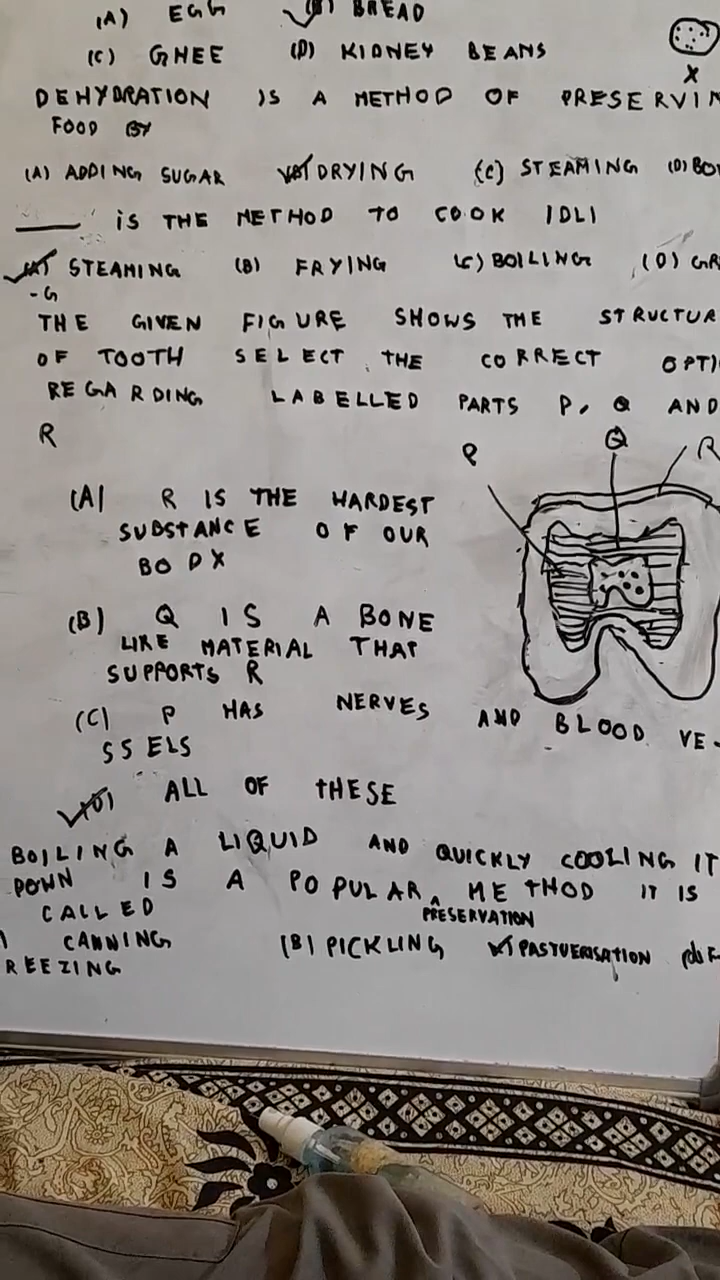 (A) EGG (B) BREAD
(C) GHEE (D) KIDNEY BEANS
X
DEHYDRATION IS A METHOD OF PRESERVIN
FOOD BY
(A) ADDING SUGAR (B) DRYING (C) STEAMING (D) BO
____ IS THE METHOD TO COOK IDLI
(A) STEAMING (B) FRYING (C) BOILING (D) GR
-G
THE GIVEN FIGURE SHOWS THE STRUCTUR
OF TOOTH SELECT THE CORRECT OPTI
REGARDING LABELLED PARTS P, Q AND
R
P Q R
(A) R IS THE HARDEST
SUBSTANCE OF OUR
BODY
(B) Q IS A BONE
LIKE MATERIAL THAT
SUPPORTS R
(C) P HAS NERVES AND BLOOD VE-
SSELS
(D) ALL OF THESE
BOILING A LIQUID AND QUICKLY COOLING IT
DOWN IS A POPULAR ^ METHOD IT IS
CALLED PRESERVATION
) CANNING (B) PICKLING (C) PASTUERISATION (D) F
REEZING